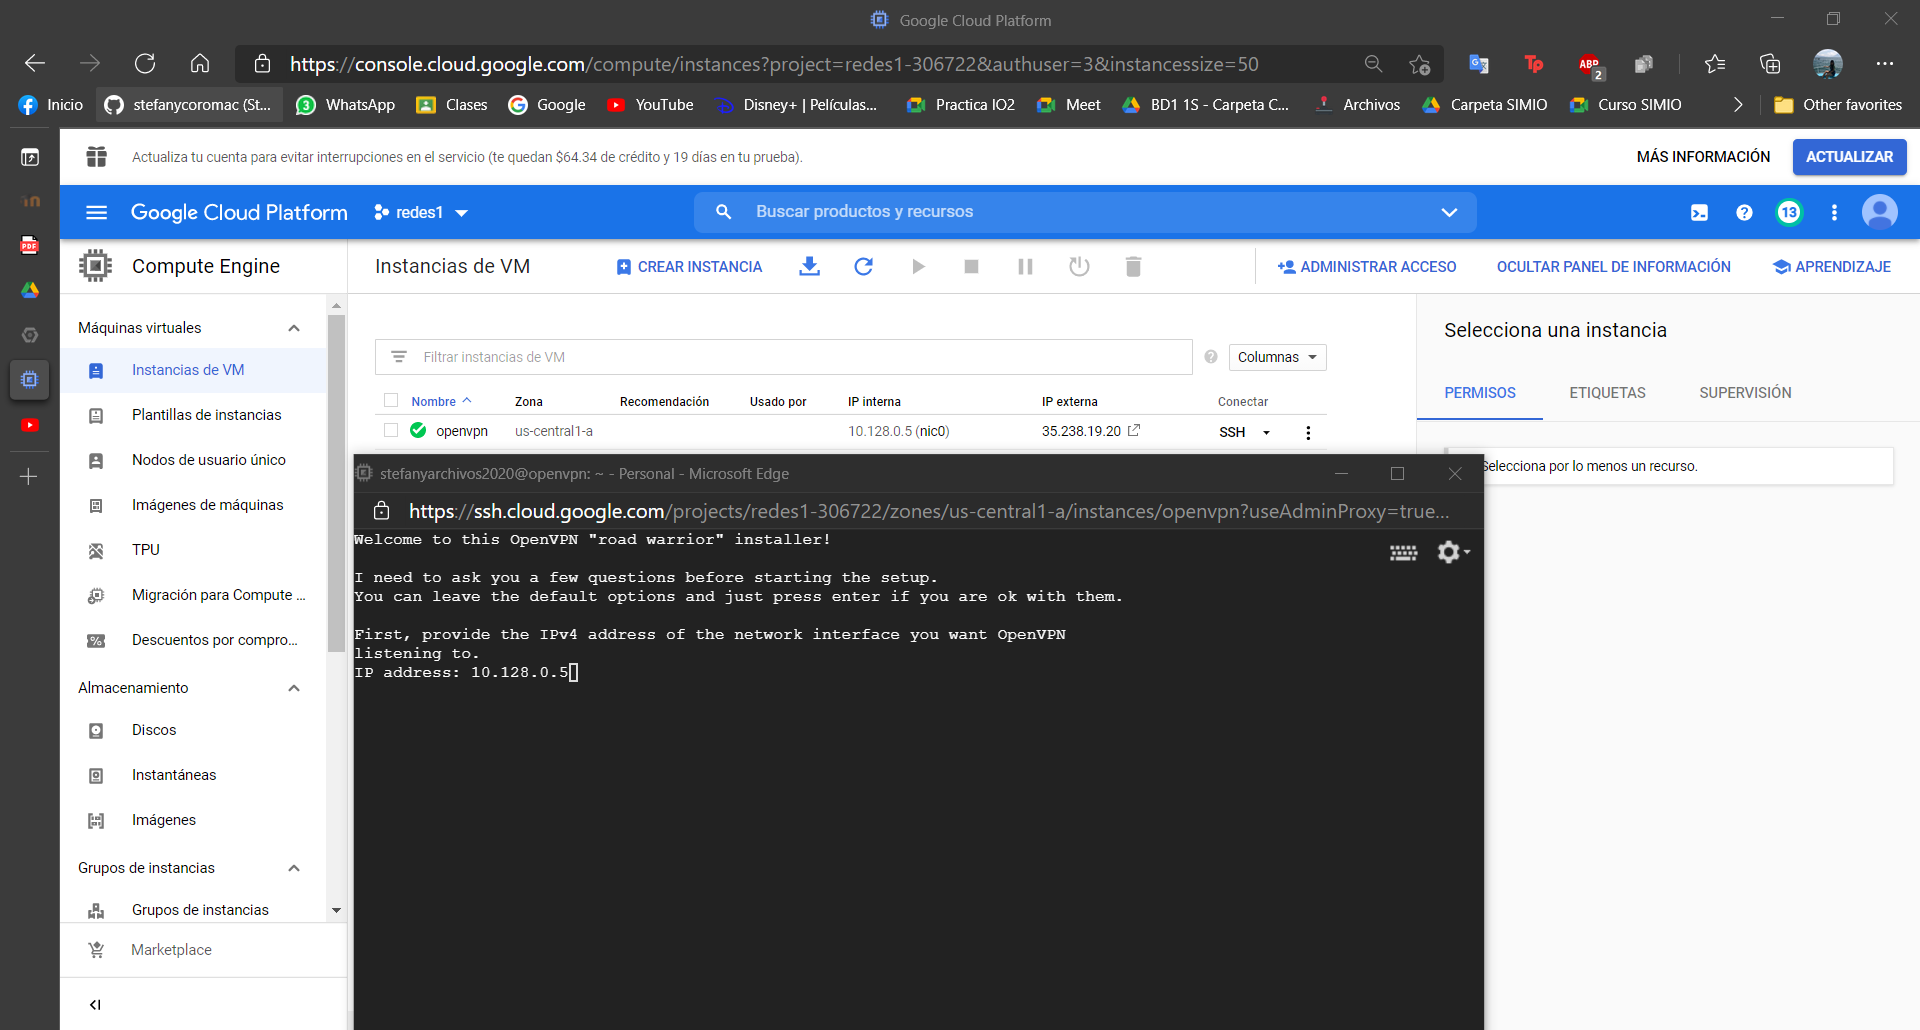 Google Cloud Platform
https://console.cloud.google.com/compute/instances?project=redes1-306722&authuser=3&instancessize=50
ABP
2
Inicio
stefanycoromac (St...
3
WhatsApp
Clases
Google
YouTube
Disney+ | Películas...
Practica IO2
Meet
BD1 1S - Carpeta C...
Archivos
Carpeta SIMIO
Curso SIMIO
Other favorites
Actualiza tu cuenta para evitar interrupciones en el servicio (te quedan $64.34 de crédito y 19 días en tu prueba).
MÁS INFORMACIÓN
ACTUALIZAR
Google Cloud Platform
redes1
Buscar productos y recursos
13
PDF
Compute Engine
Instancias de VM
CREAR INSTANCIA
ADMINISTRAR ACCESO
OCULTAR PANEL DE INFORMACIÓN
APRENDIZAJE
Máquinas virtuales
Instancias de VM
Plantillas de instancias
Nodos de usuario único
Imágenes de máquinas
TPU
Migración para Compute ...
Descuentos por compro...
Almacenamiento
Discos
Instantáneas
Imágenes
Grupos de instancias
Grupos de instancias
Marketplace
Filtrar instancias de VM
Columnas
Nombre Zona Recomendación Usado por IP interna IP externa Conectar
openvpn us-central1-a 10.128.0.5 (nic0) 35.238.19.20 SSH
Selecciona una instancia
PERMISOS ETIQUETAS SUPERVISIÓN
Selecciona por lo menos un recurso.
stefanyarchivos2020@openvpn: ~ - Personal - Microsoft Edge
https://ssh.cloud.google.com/projects/redes1-306722/zones/us-central1-a/instances/openvpn?useAdminProxy=true...
Welcome to this OpenVPN "road warrior" installer!
I need to ask you a few questions before starting the setup.
You can leave the default options and just press enter if you are ok with them.
First, provide the IPv4 address of the network interface you want OpenVPN
listening to.
IP address: 10.128.0.5